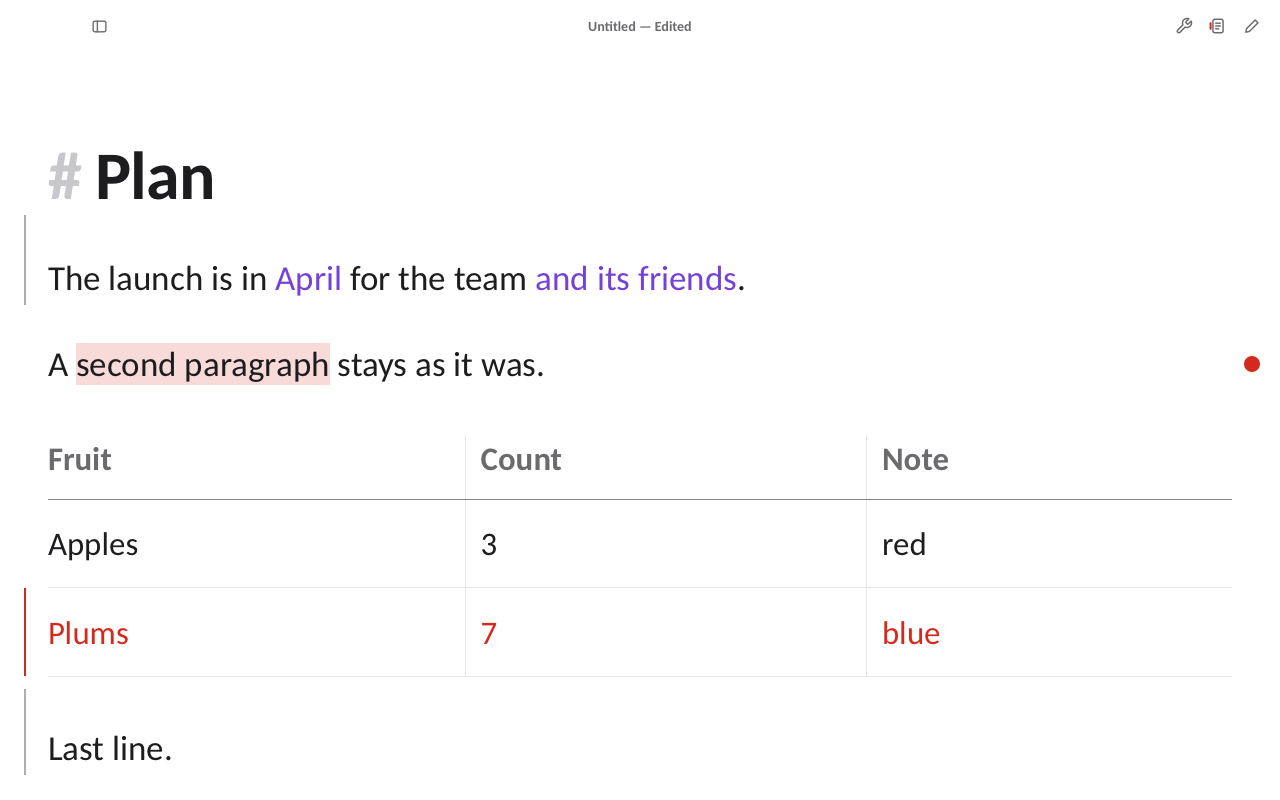 Untitled — Edited
# Plan
The launch is in April for the team and its friends.
A second paragraph stays as it was.
Fruit Count Note
Apples 3 red
Plums 7 blue
Last line.